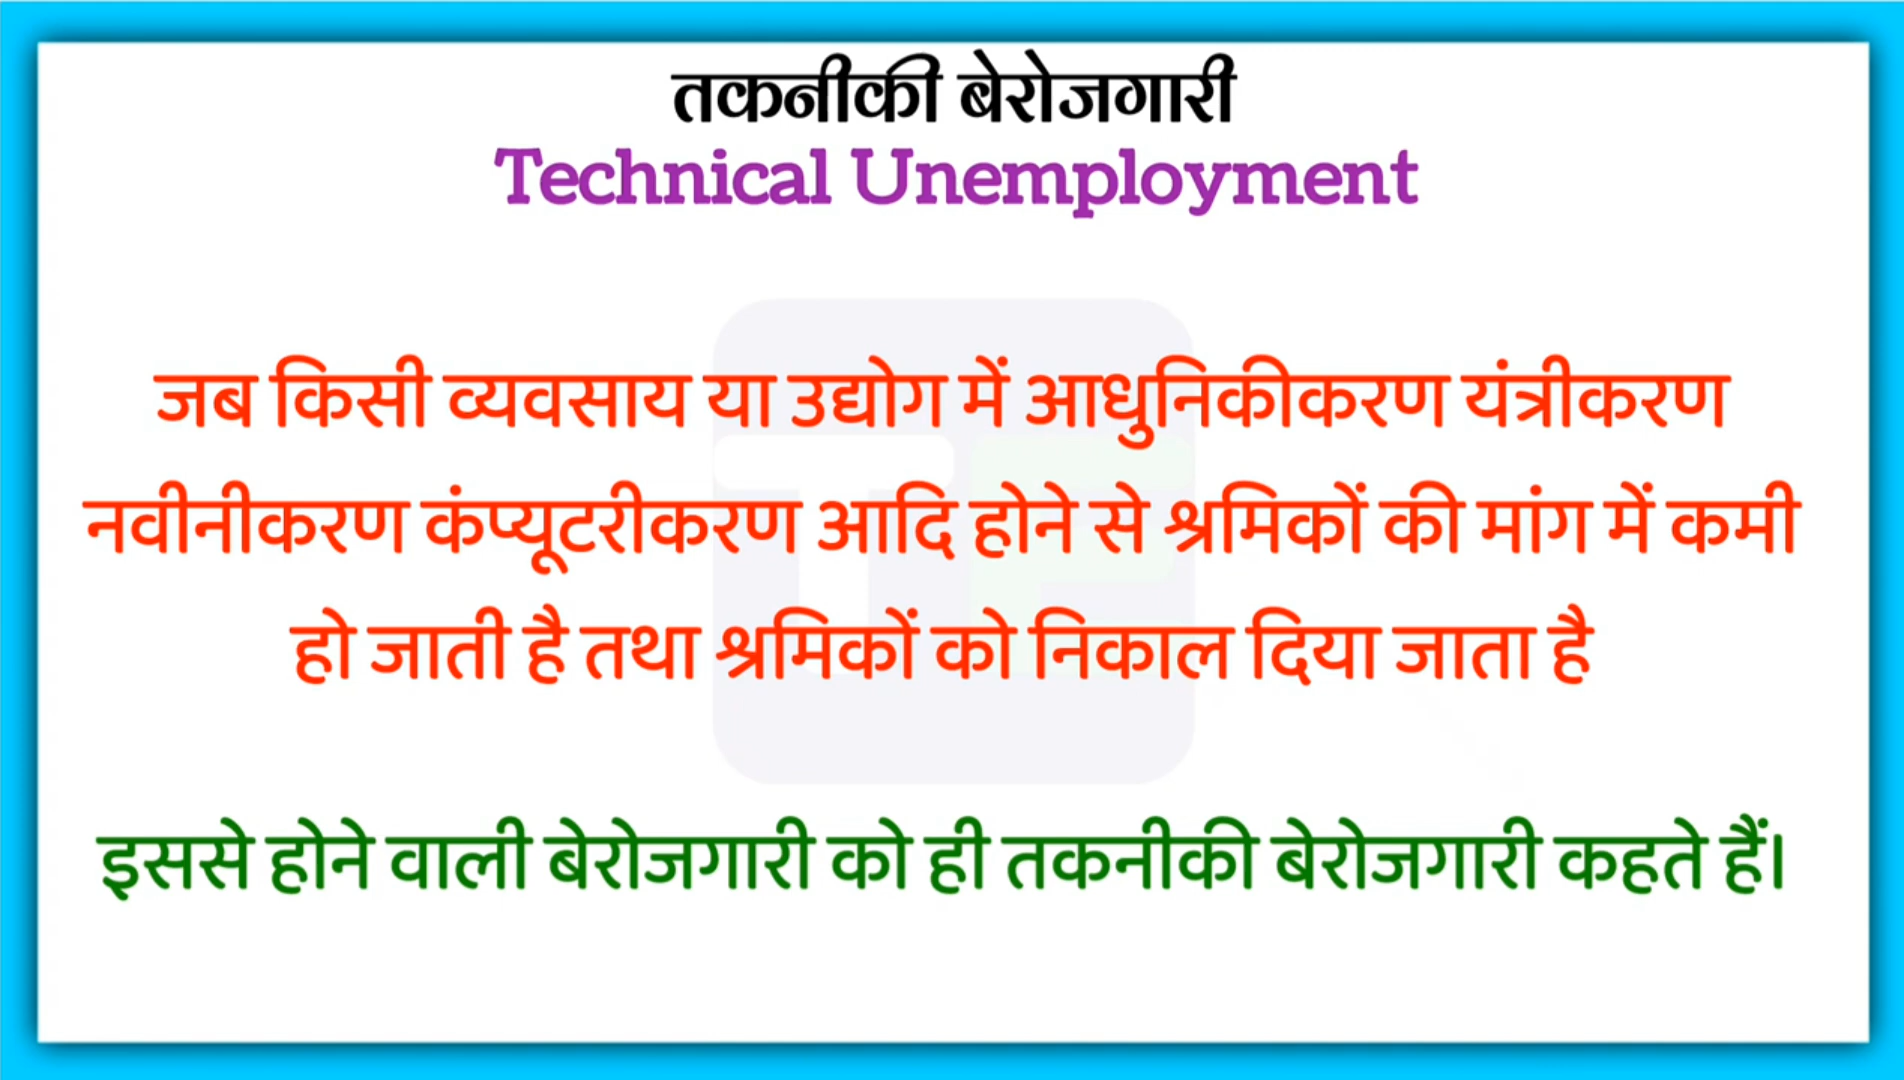 तकनीकी बेरोजगारी
Technical Unemployment
जब किसी व्यवसाय या उद्योग में आधुनिकीकरण यंत्रीकरण
नवीनीकरण कंप्यूटरीकरण आदि होने से श्रमिकों की मांग में कमी
हो जाती है तथा श्रमिकों को निकाल दिया जाता है
इससे होने वाली बेरोजगारी को ही तकनीकी बेरोजगारी कहते हैं।